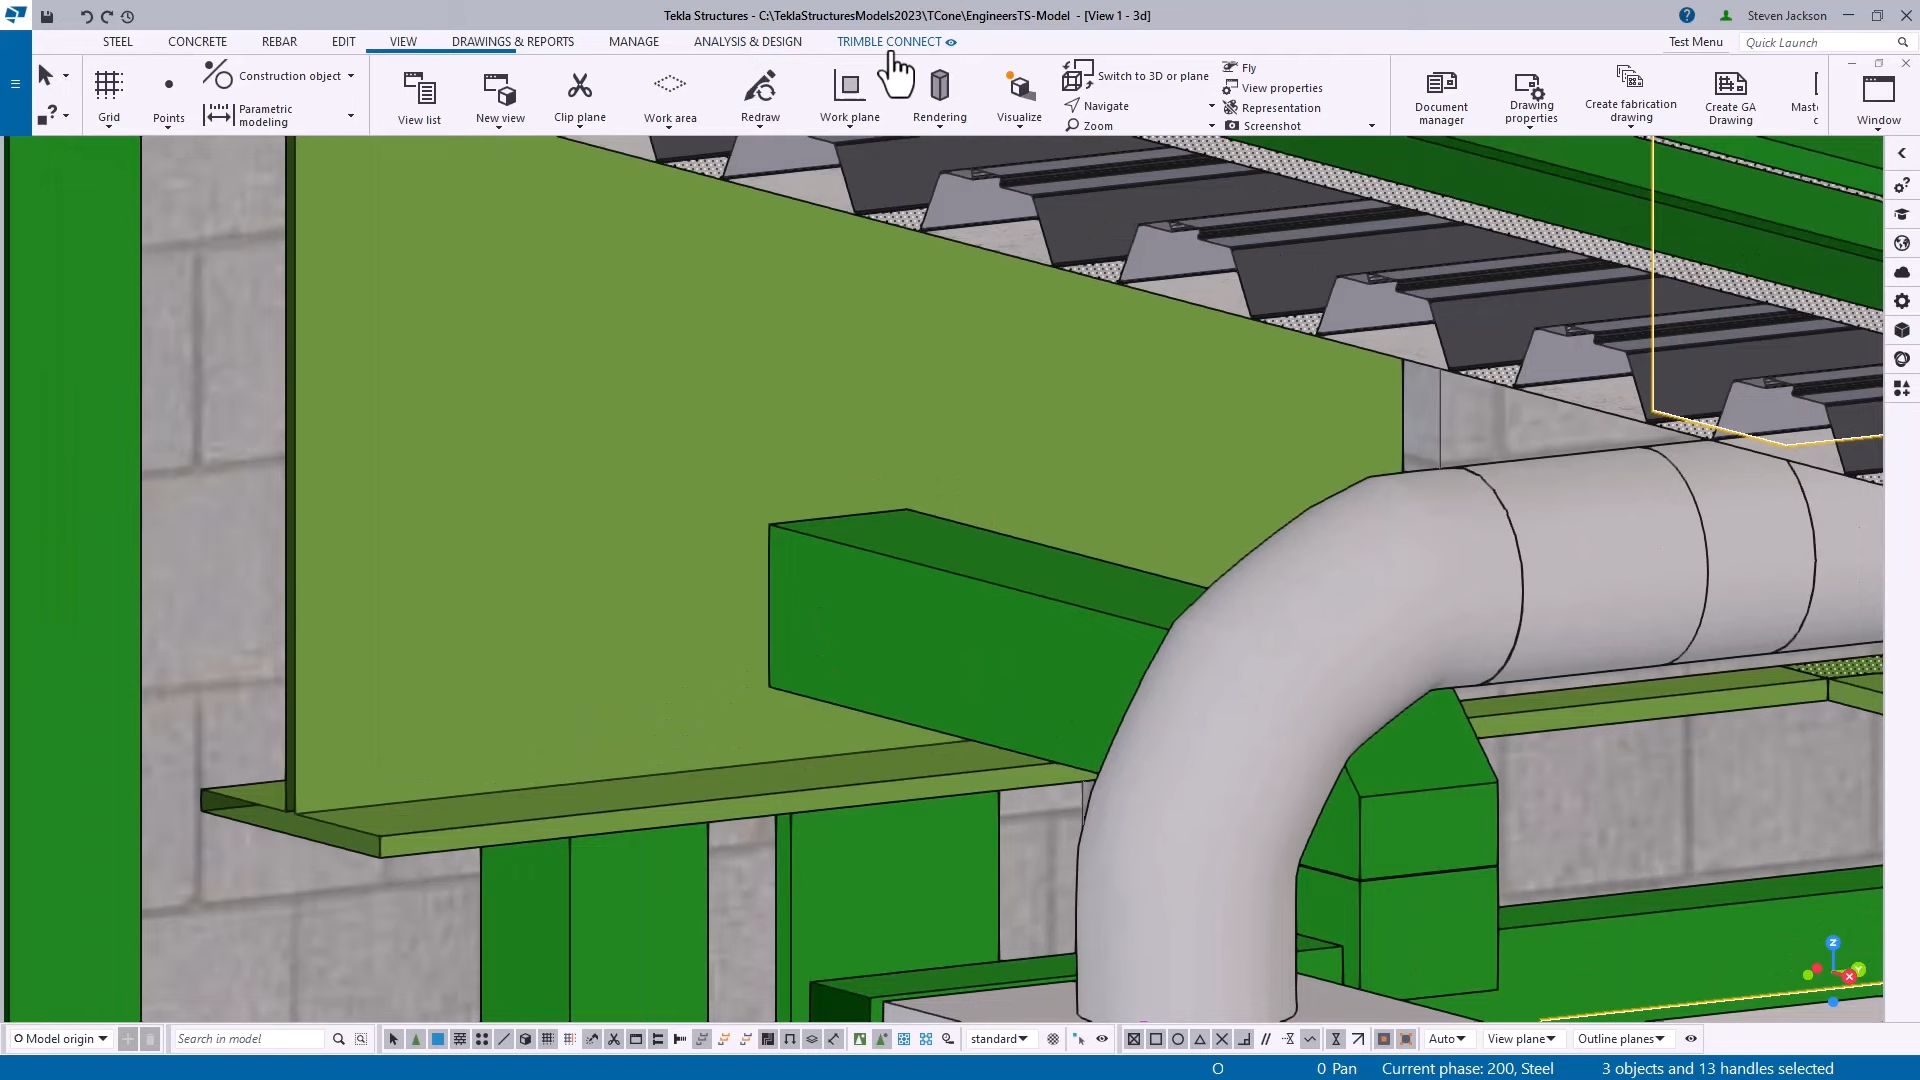 Tekla Structures - C:\TeklaStructuresModels2023\TCone\EngineersTS-Model - [View 1 - 3d]
Steven Jackson
STEEL
CONCRETE
REBAR
EDIT
VIEW
DRAWINGS & REPORTS
MANAGE
ANALYSIS & DESIGN
TRIMBLE CONNECT
Test Menu
Quick Launch
Grid
Points
Construction object
Parametric
modeling
View list
New view
Clip plane
Work area
Redraw
Work plane
Rendering
Visualize
Switch to 3D or plane
Navigate
Zoom
Fly
View properties
Representation
Screenshot
Document
manager
Drawing
properties
Create fabrication
drawing
Create GA
Drawing
Mast
c
Window
Z
Y
X
Model origin
Search in model
standard
Auto
View plane
Outline planes
O
0 Pan
Current phase: 200, Steel
3 objects and 13 handles selected